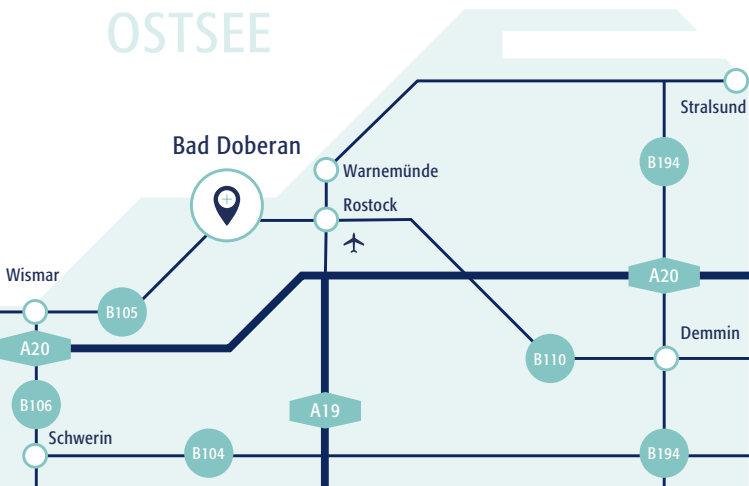 OSTSEE
Stralsund
Bad Doberan
B194
Warnemünde
Rostock
Wismar
A20
B105
Demmin
A20
B110
B106
A19
Schwerin
B104
B194